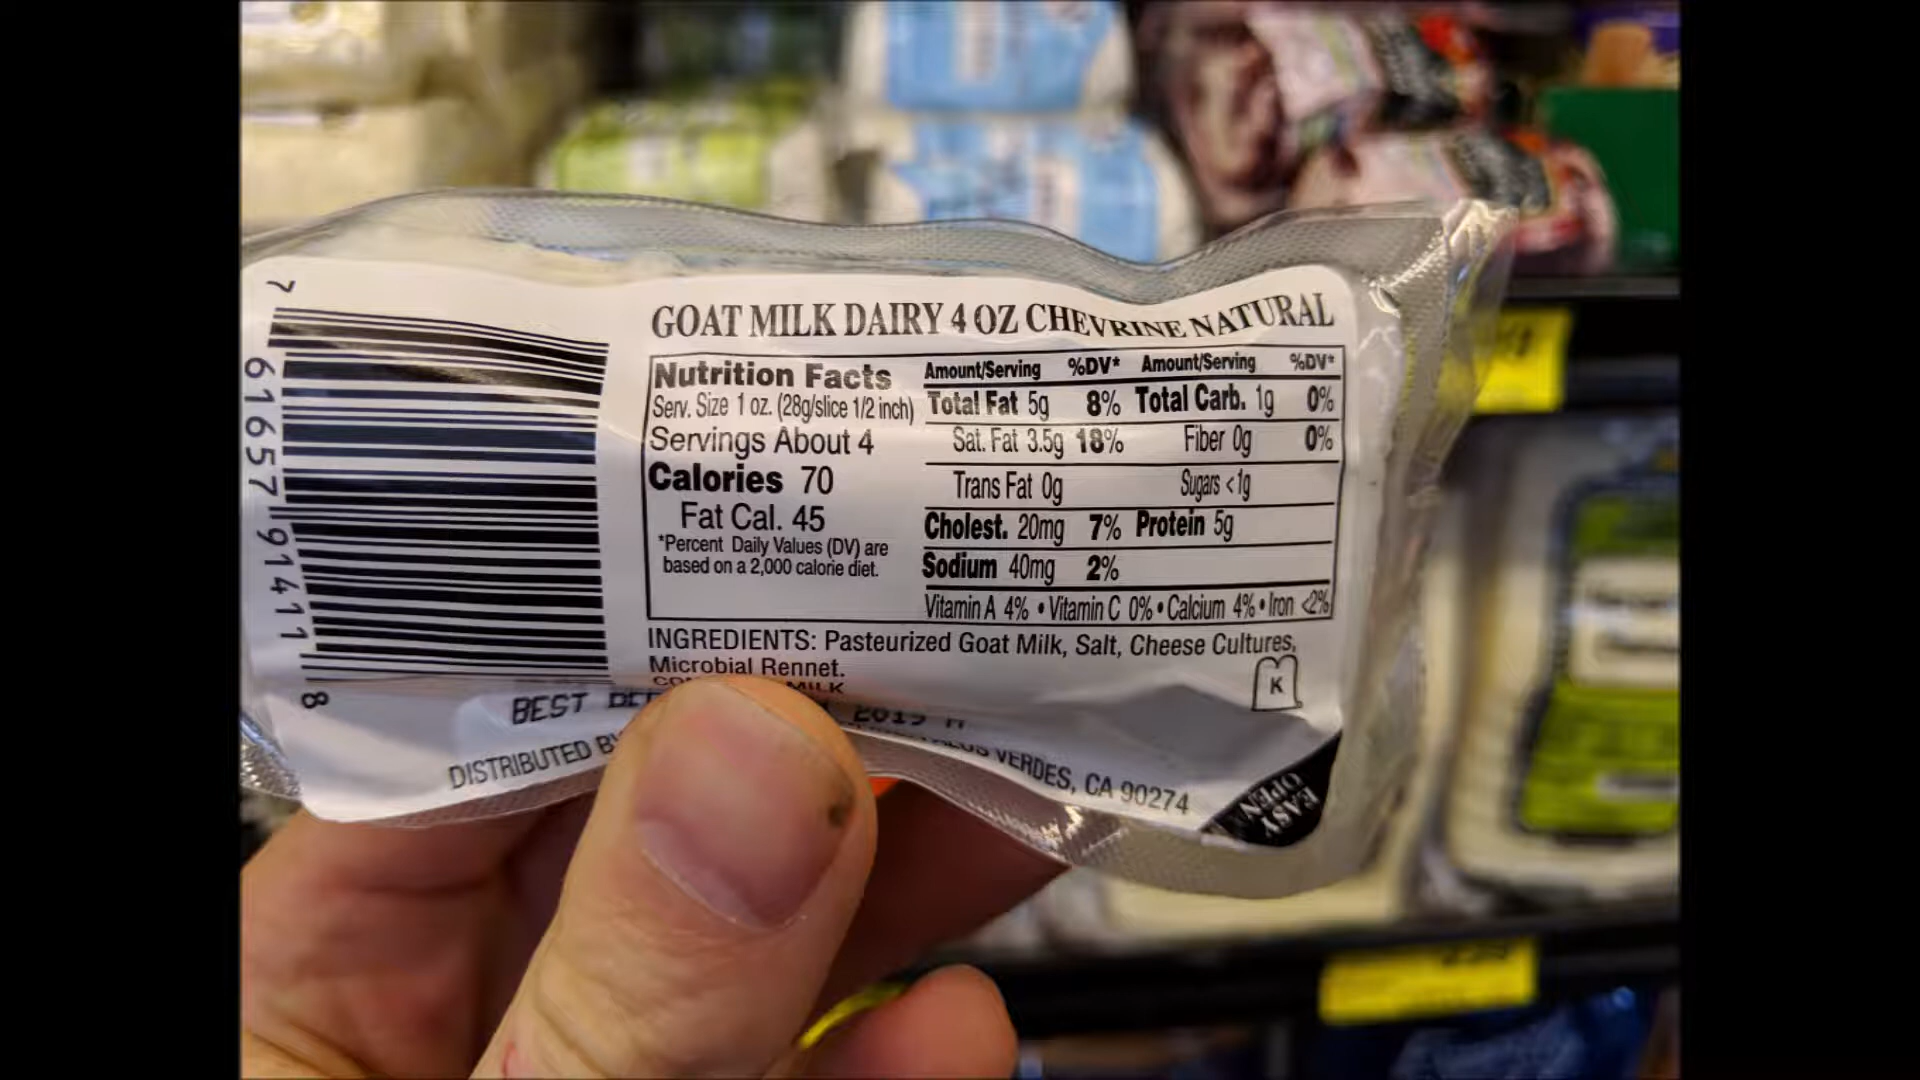 GOAT MILK DAIRY 4 OZ CHEVRINE NATURAL
Nutrition Facts
Serv. Size 1 oz. (28g/slice 1/2 inch)
Servings About 4
Calories 70
Fat Cal. 45
*Percent Daily Values (DV) are
based on a 2,000 calorie diet.
Amount/Serving %DV* Amount/Serving %DV*
Total Fat 5g 8% Total Carb. 1g 0%
Sat. Fat 3.5g 18% Fiber 0g 0%
Trans Fat 0g Sugars <1g
Cholest. 20mg 7% Protein 5g
Sodium 40mg 2%
Vitamin A 4% • Vitamin C 0% • Calcium 4% • Iron <2%
INGREDIENTS: Pasteurized Goat Milk, Salt, Cheese Cultures,
Microbial Rennet.
MILK
K
BEST 2019 H
DISTRIBUTED BY VERDES, CA 90274
EASY
OPEN
7 61657 91411 8